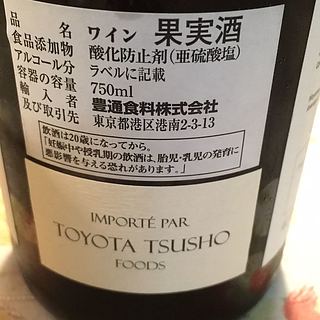 品名 ワイン 果実酒
食品添加物 酸化防止剤(亜硫酸塩)
アルコール分 ラベルに記載
容器の容量 750ml
輸入者 豊通食料株式会社
及び取引先 東京都港区港南2-3-13
飲酒は20歳になってから。
「妊娠中や授乳期の飲酒は、胎児・乳児の発育に
悪影響を与える恐れがあります。」
IMPORTÉ PAR
TOYOTA TSUSHO
FOODS